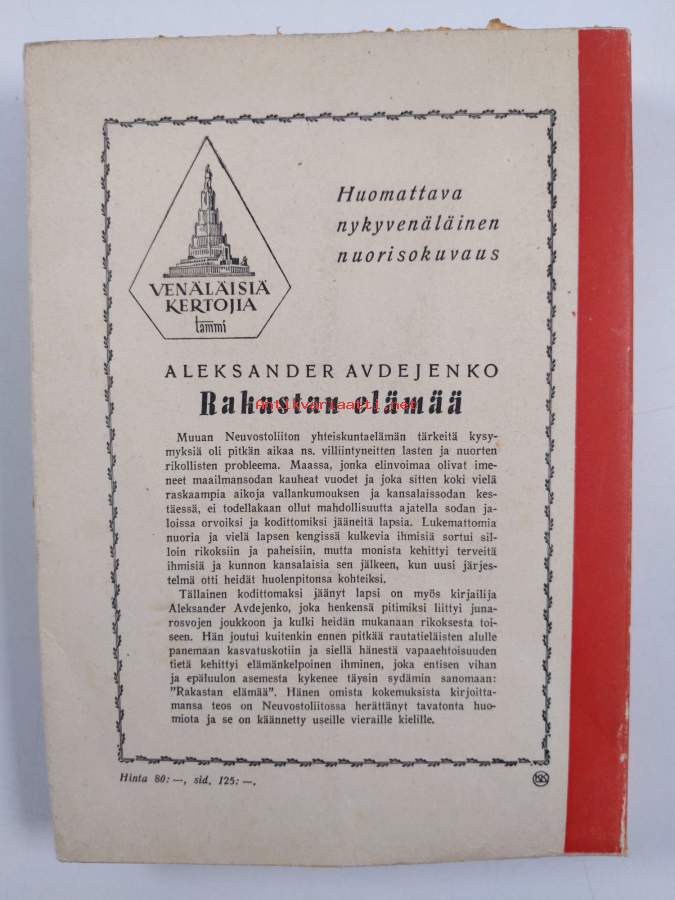 VENÄLÄISIÄ
KERTOJIA
tammi
Huomattava
nykyvenäläinen
nuorisokuvaus
ALEKSANDER AVDEJENKO
Rakastan elämää
Antikvariaatti.net
Muuan Neuvostoliiton yhteiskuntaelämän tärkeitä kysy-
myksiä oli pitkän aikaa ns. villiintyneitten lasten ja nuorten
rikollisten probleema. Maassa, jonka elinvoimaa olivat ime-
neet maailmansodan kauheat vuodet ja joka sitten koki vielä
raskaampia aikoja vallankumouksen ja kansalaissodan kes-
täessä, ei todellakaan ollut mahdollisuutta ajatella sodan ja-
loissa orvoiksi ja kodittomiksi jääneitä lapsia. Lukemattomia
nuoria ja vielä lapsen kengissä kulkevia ihmisiä sortui sil-
loin rikoksiin ja paheisiin, mutta monista kehittyi terveitä
ihmisiä ja kunnon kansalaisia sen jälkeen, kun uusi järjes-
telmä otti heidät huolenpitonsa kohteiksi.
Tällainen kodittomaksi jäänyt lapsi on myös kirjailija
Aleksander Avdejenko, joka henkensä pitimiksi liittyi juna-
rosvojen joukkoon ja kulki heidän mukanaan rikoksesta toi-
seen. Hän joutui kuitenkin ennen pitkää rautatieläisten alulle
panemaan kasvatuskotiin ja siellä hänestä vapaaehtoisuuden
tietä kehittyi elämänkelpoinen ihminen, joka entisen vihan
ja epäluulon asemesta kykenee täysin sydämin sanomaan:
"Rakastan elämää". Hänen omista kokemuksista kirjoitta-
mansa teos on Neuvostoliitossa herättänyt tavatonta huo-
miota ja se on käännetty useille vieraille kielille.
Hinta 80:—, sid. 125:—.